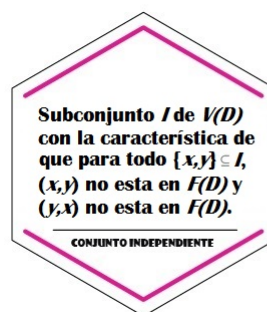 Subconjunto I de V(D)
con la característica de
que para todo {x,y} ⊆ I,
(x,y) no esta en F(D) y
(y,x) no esta en F(D).
CONJUNTO INDEPENDIENTE